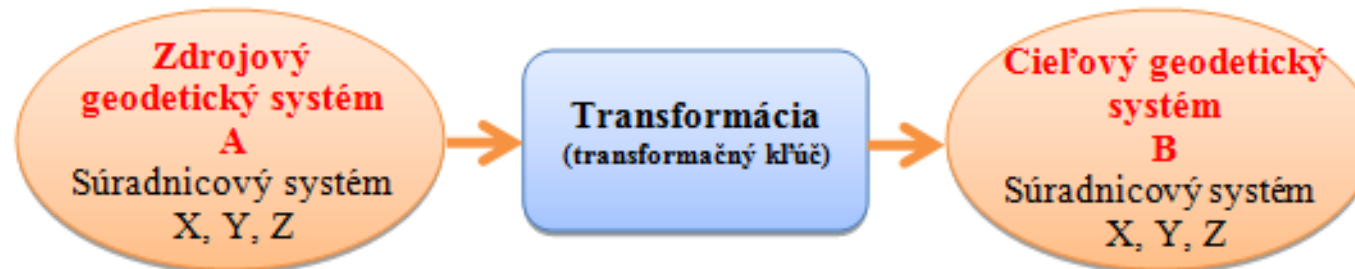 Zdrojový
geodetický systém
A
Súradnicový systém
X, Y, Z
Transformácia
(transformačný kľúč)
Cieľový geodetický
systém
B
Súradnicový systém
X, Y, Z